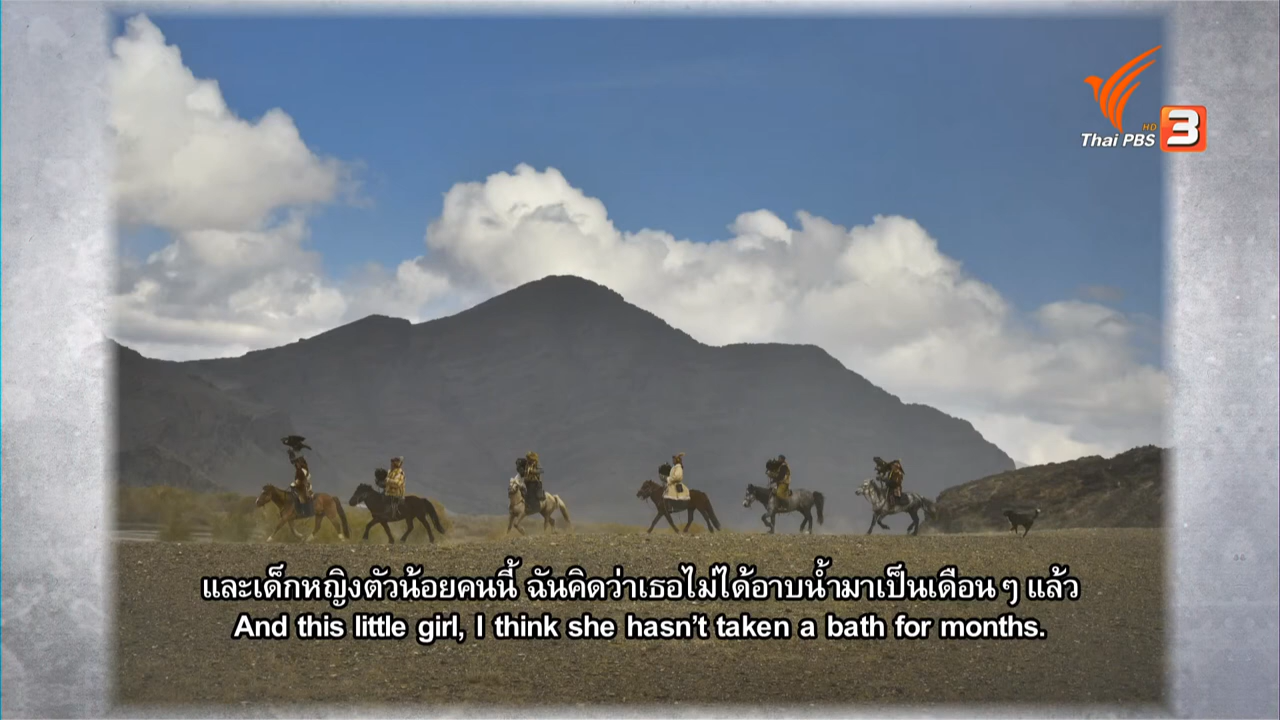 HD
Thai PBS 3
และเด็กหญิงตัวน้อยคนนี้ ฉันคิดว่าเธอไม่ได้อาบน้ำมาเป็นเดือน ๆ แล้ว
And this little girl, I think she hasn't taken a bath for months.